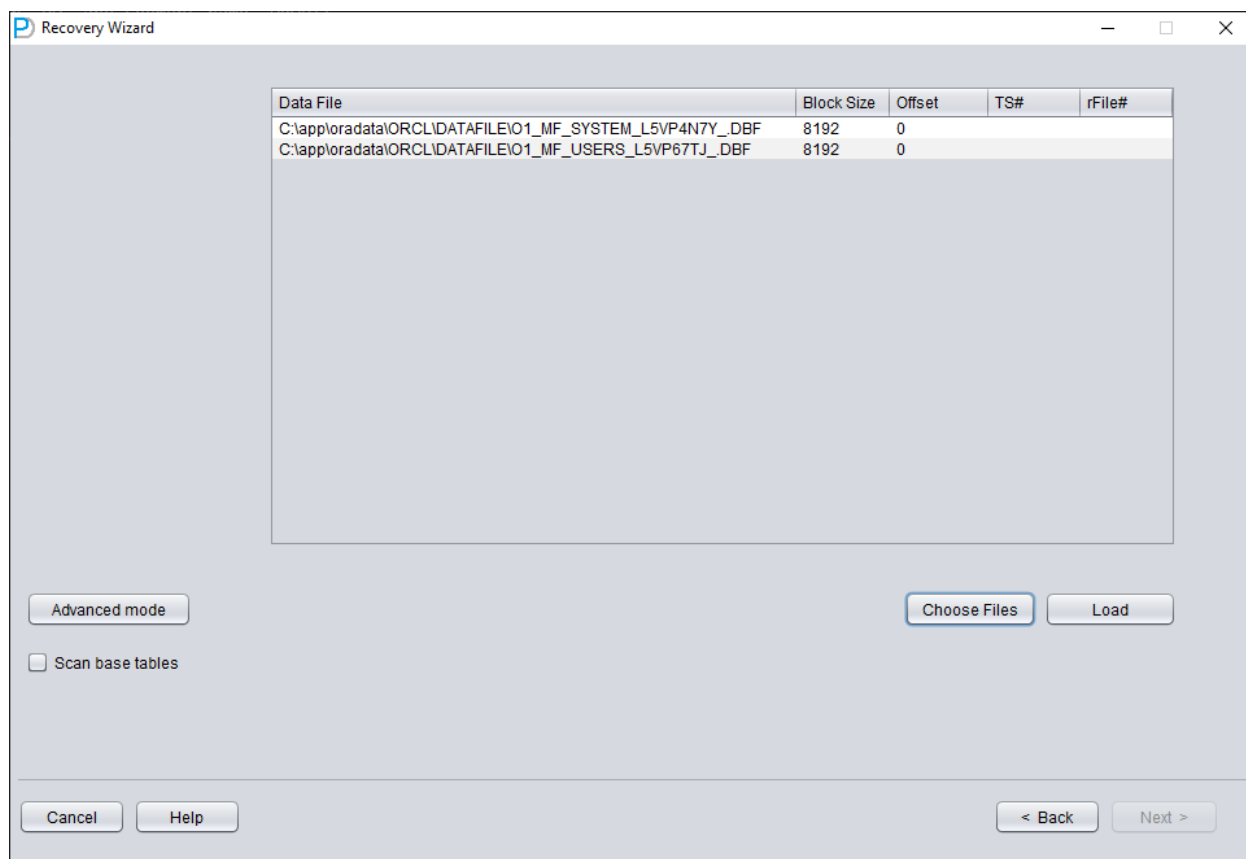 Recovery Wizard
Data File Block Size Offset TS# rFile#
C:\app\oradata\ORCL\DATAFILE\O1_MF_SYSTEM_L5VP4N7Y_.DBF 8192 0
C:\app\oradata\ORCL\DATAFILE\O1_MF_USERS_L5VP67TJ_.DBF 8192 0
Advanced mode Choose Files Load
Scan base tables
Cancel Help < Back Next >